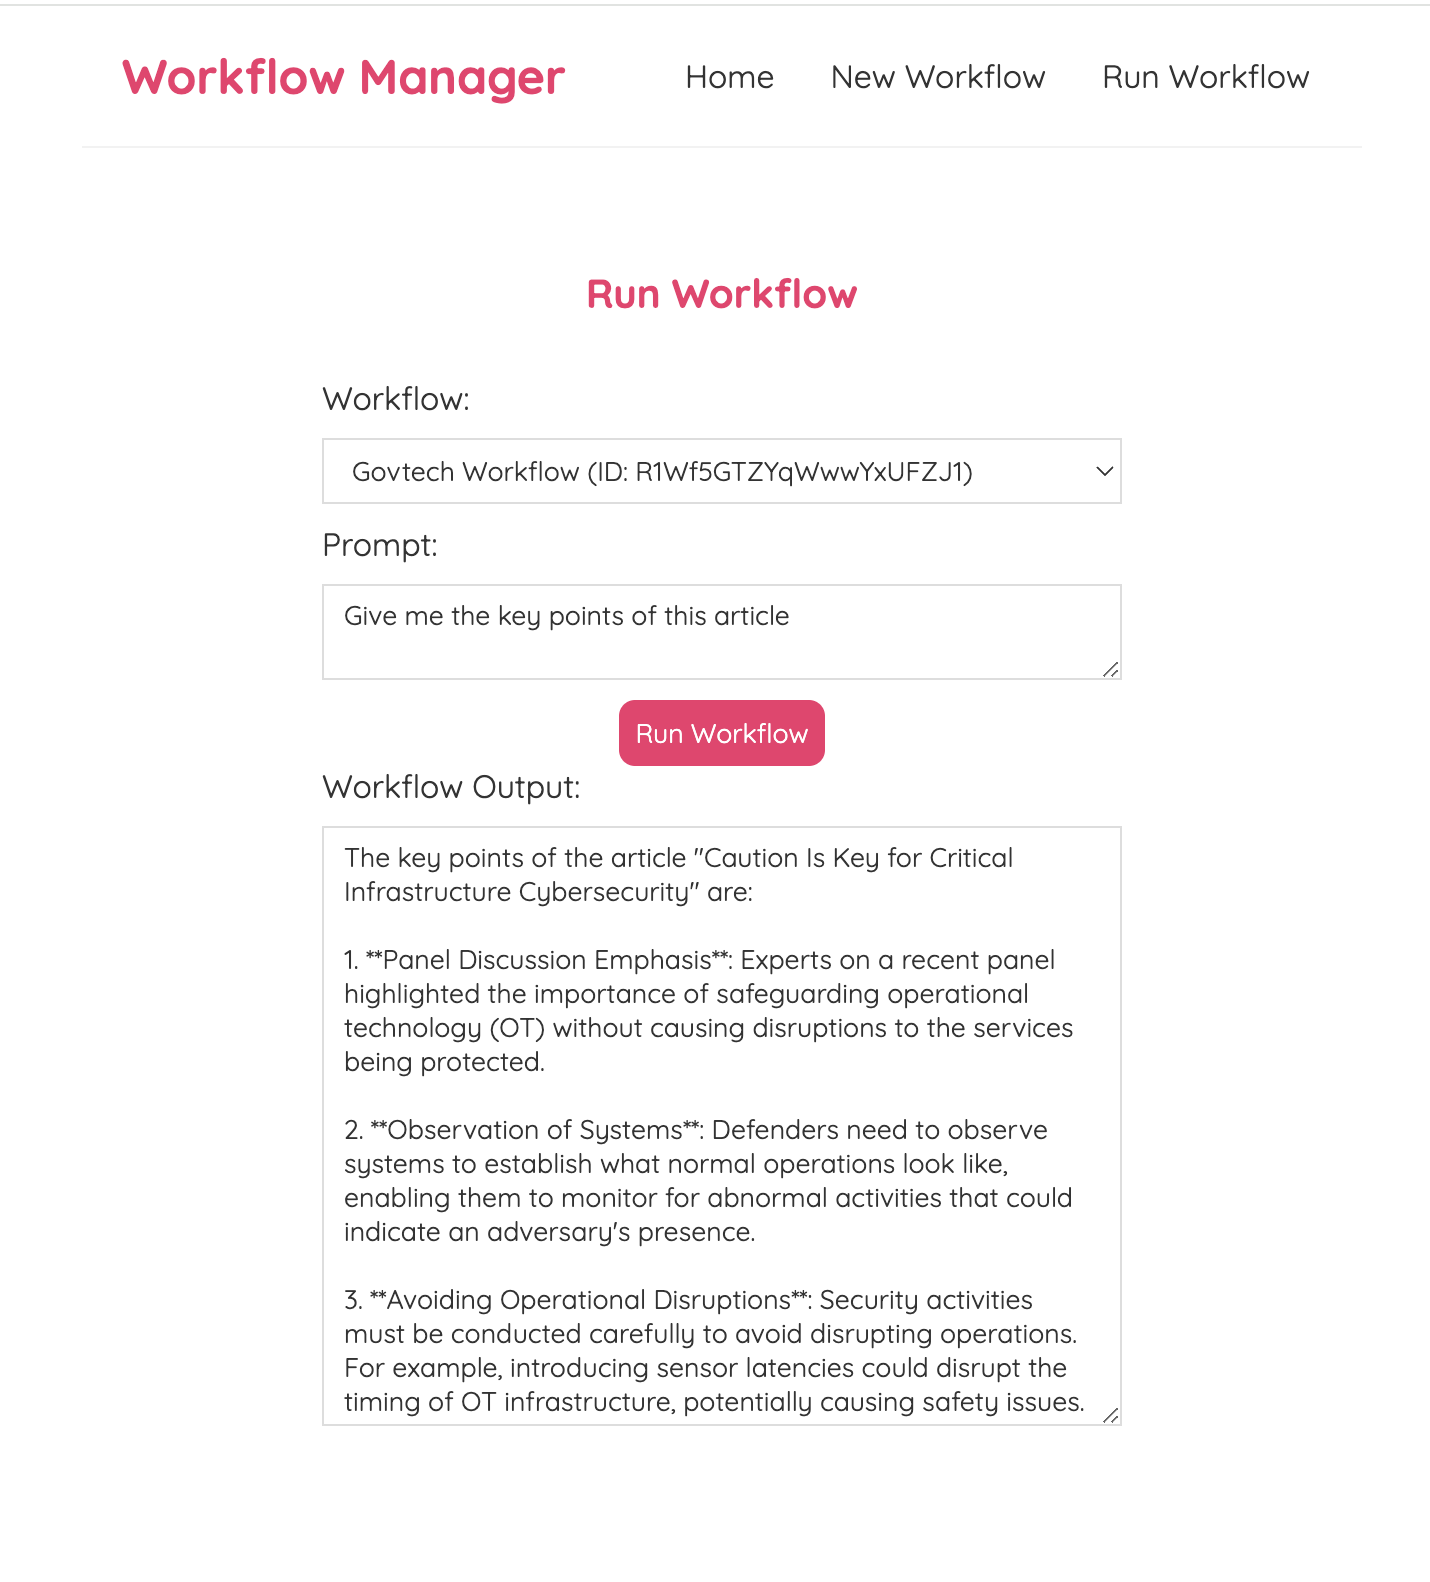 Workflow Manager
Home
New Workflow
Run Workflow
Run Workflow
Workflow:
Govtech Workflow (ID: R1Wf5GTZYqWwwYxUFZJ1)
Prompt:
Give me the key points of this article
Run Workflow
Workflow Output:
The key points of the article "Caution Is Key for Critical
Infrastructure Cybersecurity" are:
1. **Panel Discussion Emphasis**: Experts on a recent panel
highlighted the importance of safeguarding operational
technology (OT) without causing disruptions to the services
being protected.
2. **Observation of Systems**: Defenders need to observe
systems to establish what normal operations look like,
enabling them to monitor for abnormal activities that could
indicate an adversary's presence.
3. **Avoiding Operational Disruptions**: Security activities
must be conducted carefully to avoid disrupting operations.
For example, introducing sensor latencies could disrupt the
timing of OT infrastructure, potentially causing safety issues.